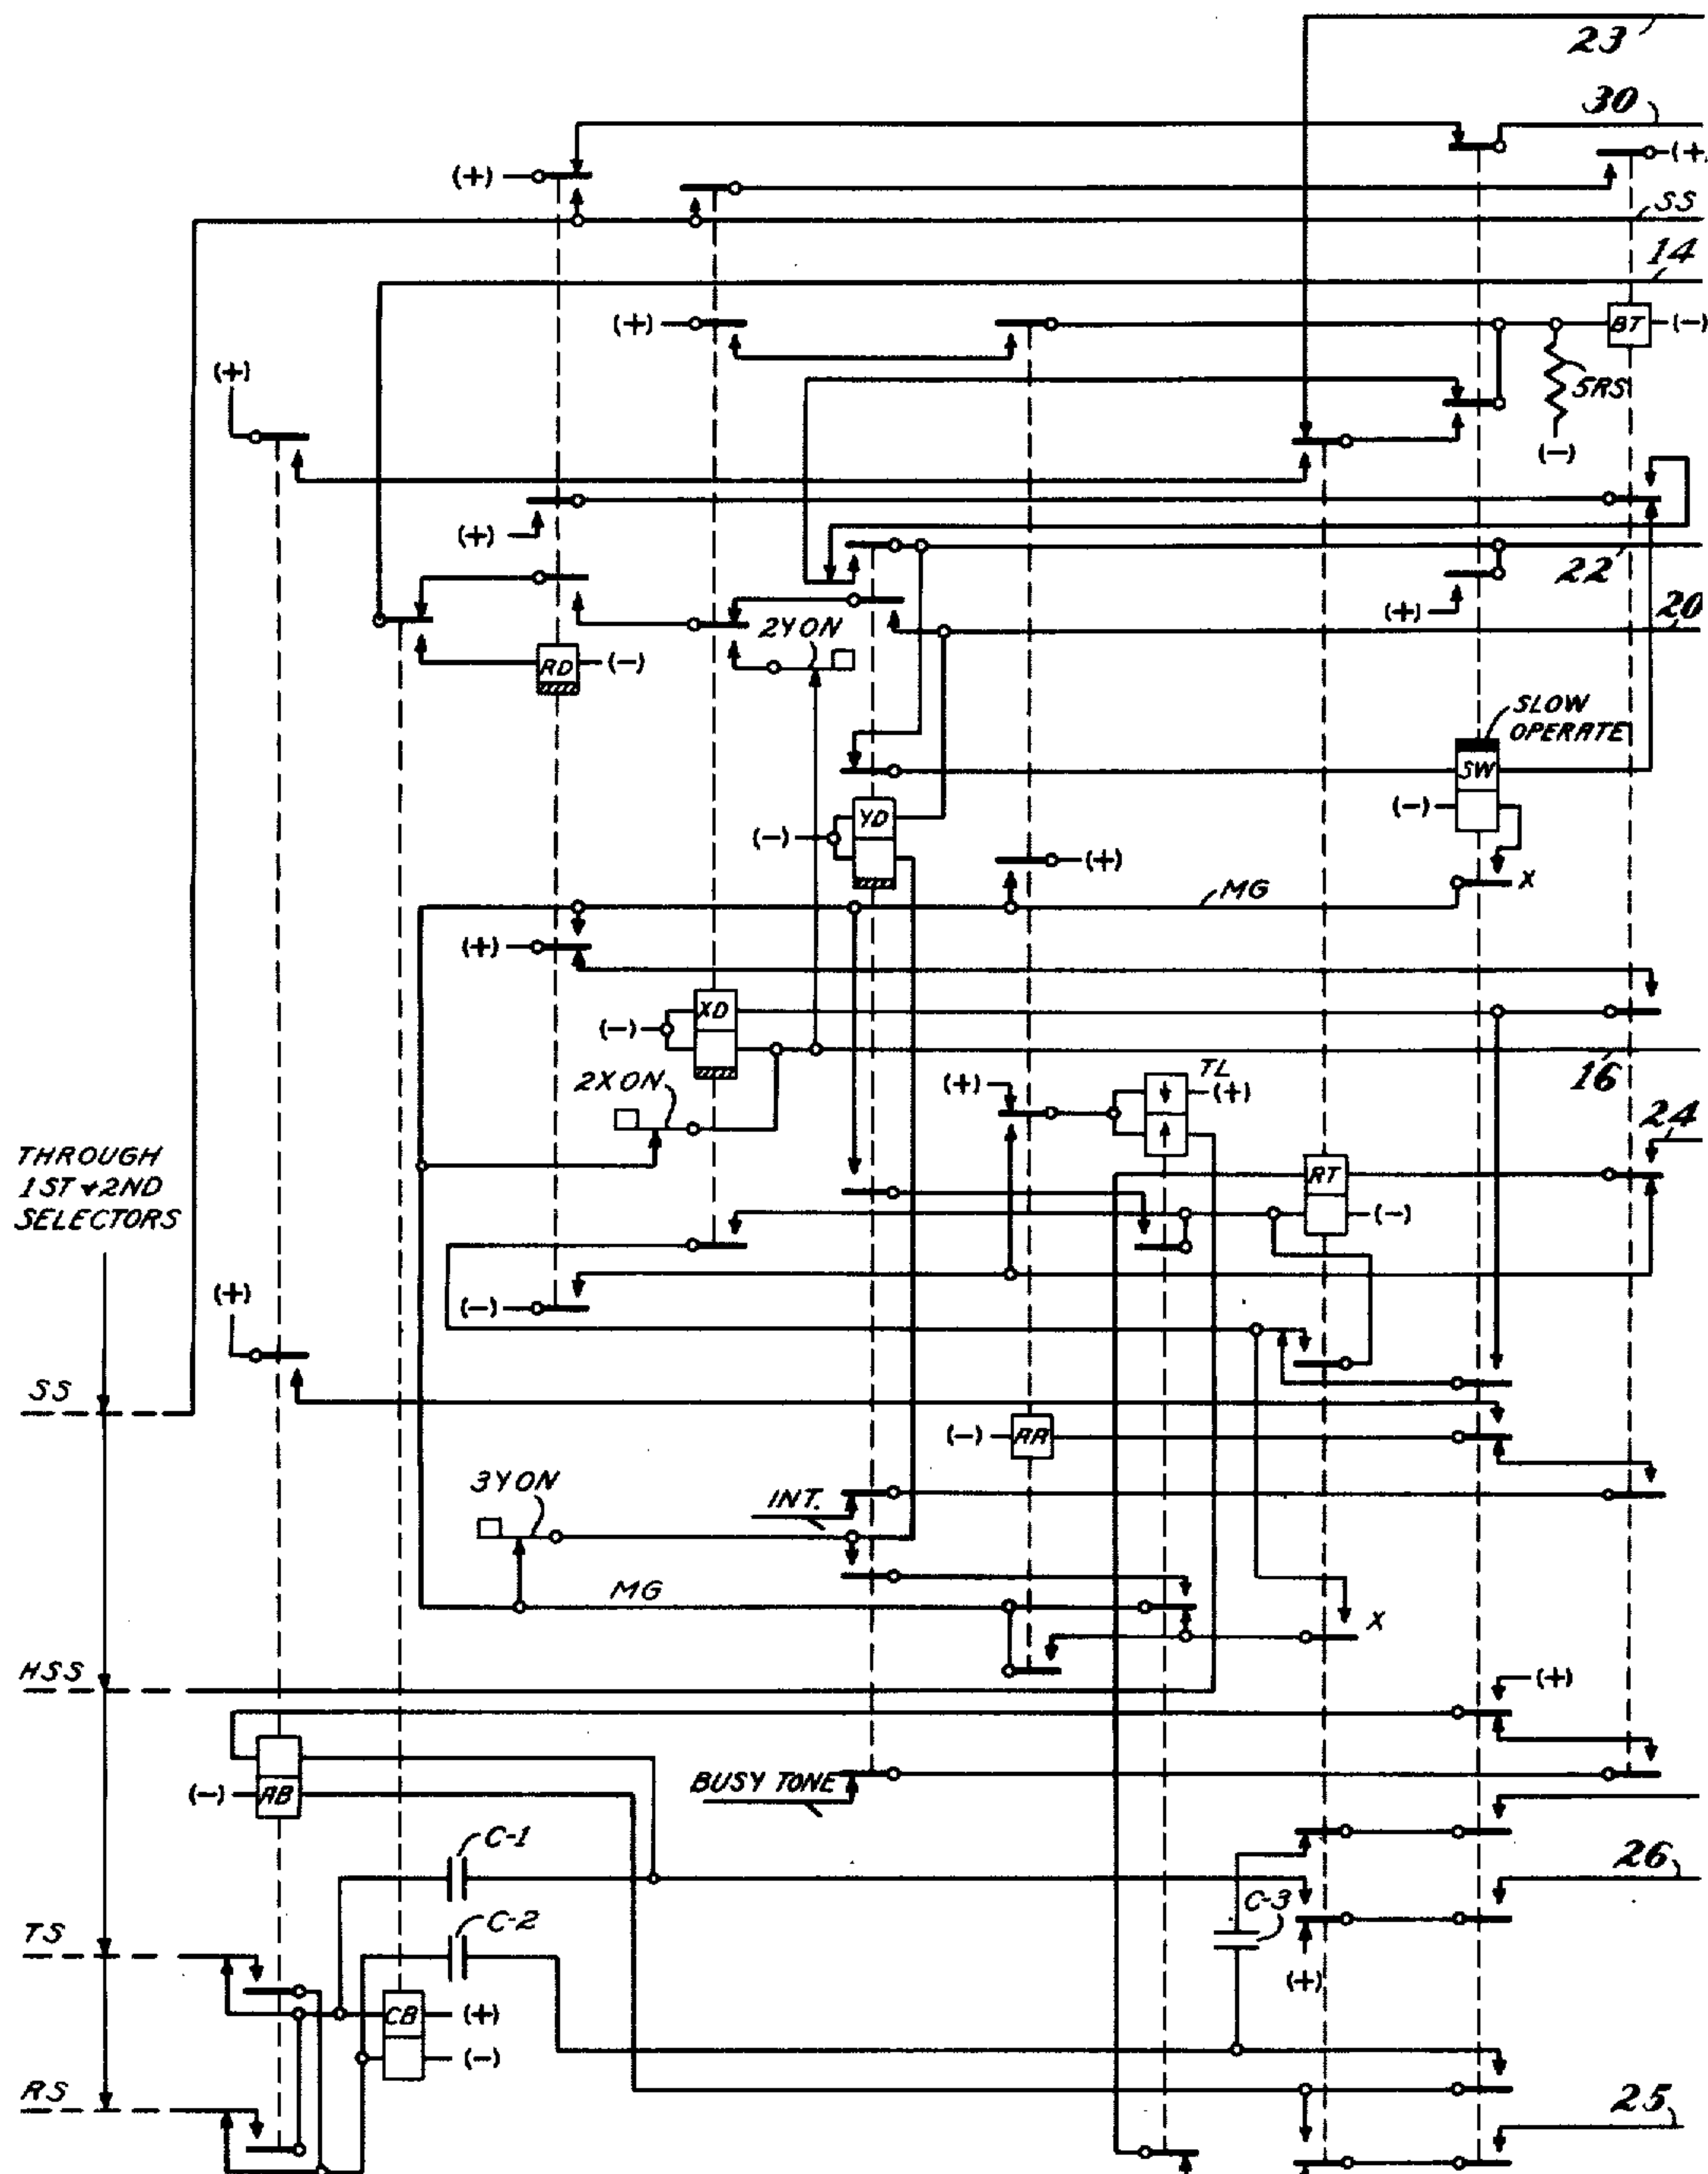 23
30
(+)
(+)
SS
14
(+)
BT
(-)
(+)
5RS
(-)
(+)
22
(+)
20
2YON
RD
(-)
SLOW
OPERATE
SW
(-)
YD
(-)
(+)
X
MG
(+)
XD
(-)
16
2XON
TL
(+)
(+)
24
THROUGH
1ST & 2ND
SELECTORS
RT
(-)
(-)
(+)
SS
(-)
RR
3YON
INT.
MG
X
HSS
(+)
BUSY TONE
(-)
RB
C-1
26
C-3
TS
C-2
(+)
CB
(+)
(-)
RS
25